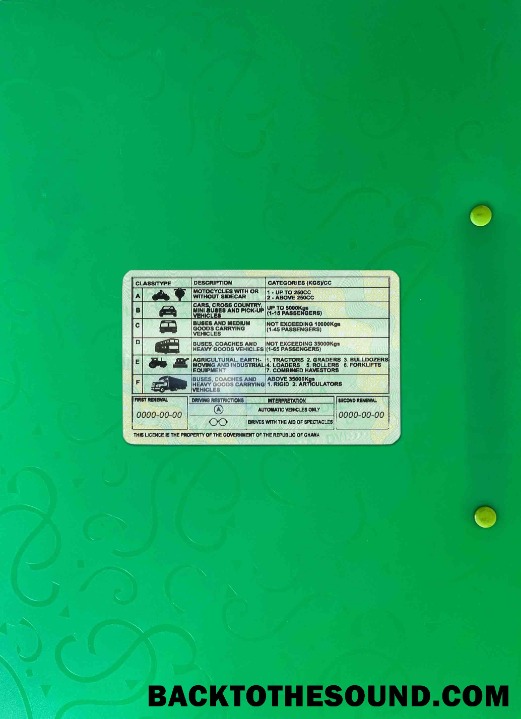 CLASS/TYPE DESCRIPTION CATEGORIES (KGS)/CC
A MOTOCYCLES WITH OR WITHOUT SIDECAR 1 - UP TO 250CC 2 - ABOVE 250CC
B CARS, CROSS COUNTRY, MINI BUSES AND PICK-UP VEHICLES UP TO 5000Kgs (1-15 PASSENGERS)
C BUSES AND MEDIUM GOODS CARRYING VEHICLES NOT EXCEEDING 10000Kgs (1-45 PASSENGERS)
D BUSES, COACHES AND HEAVY GOODS VEHICLES NOT EXCEEDING 35000Kgs (1-65 PASSENGERS)
E AGRICULTURAL, EARTH-MOVING AND INDUSTRIAL EQUIPMENT 1. TRACTORS 2. GRADERS 3. BULLDOZERS 4. LOADERS 5. ROLLERS 6. FORKLIFTS 7. COMBINED HAVESTORS
F BUSES, COACHES AND HEAVY GOODS CARRYING VEHICLES ABOVE 35000Kgs 1. RIGID 2. ARTICULATORS
FIRST RENEWAL DRIVING RESTRICTIONS INTERPRETATION SECOND RENEWAL
0000-00-00 A AUTOMATIC VEHICLES ONLY 0000-00-00
DRIVES WITH THE AID OF SPECTACLES
THIS LICENCE IS THE PROPERTY OF THE GOVERNMENT OF THE REPUBLIC OF GHANA
BACKTOTHESOUND.COM